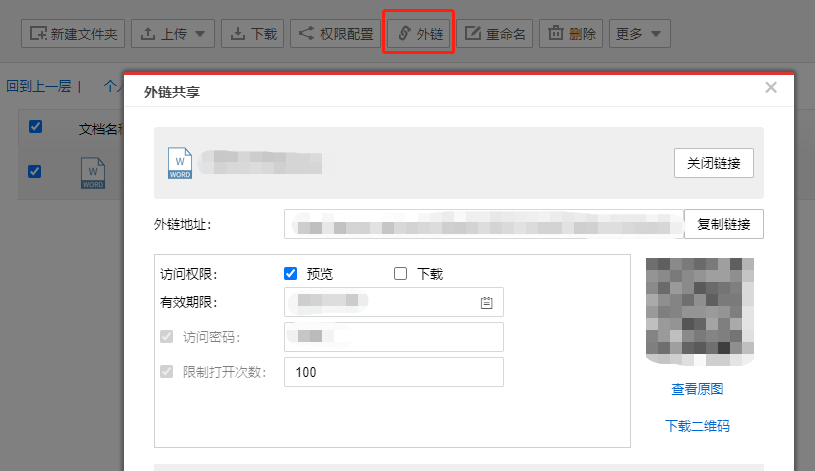 新建文件夹 上传 下载 权限配置 外链 重命名 删除 更多
回到上一层 | 个人
外链共享
文档名称
W WORD
W WORD
关闭链接
外链地址:
复制链接
访问权限: 预览 下载
有效期限:
访问密码:
限制打开次数: 100
查看原图
下载二维码